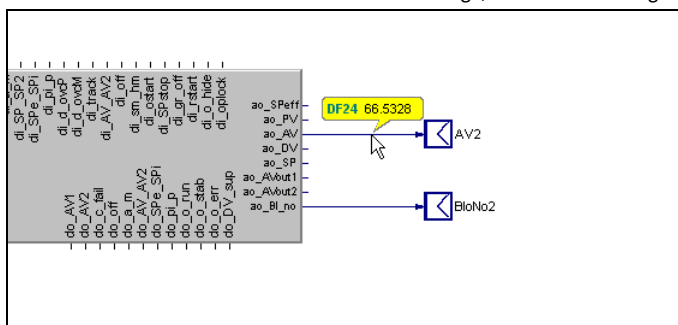 di_SP_SP2
di_SPe_SPi
di_pi_p
di_d_ovcP
di_d_ovcM
di_track
di_AV_AV2
di_off
di_sm_hm
di_ostart
di_SPstop
di_gr_off
di_rstart
di_o_hide
di_oplock
ao_SPeff
DF24 66.5328
ao_PV
ao_AV
AV2
ao_DV
ao_SP
ao_AVout1
ao_AVout2
ao_Bl_no
BloNo2
do_AV1
do_AV2
do_c_fail
do_off
do_a_m
do_AV_AV2
do_SPe_SPi
do_pi_p
do_o_run
do_o_stab
do_o_err
do_DV_sup